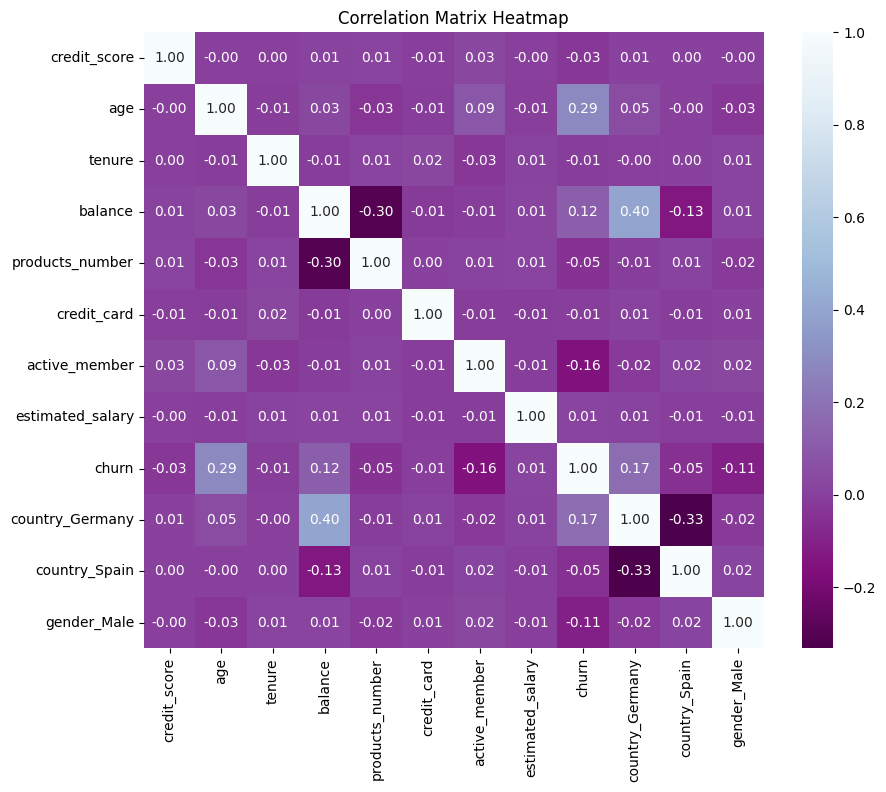 Correlation Matrix Heatmap
credit_score 1.00 -0.00 0.00 0.01 0.01 -0.01 0.03 -0.00 -0.03 0.01 0.00 -0.00
age -0.00 1.00 -0.01 0.03 -0.03 -0.01 0.09 -0.01 0.29 0.05 -0.00 -0.03
tenure 0.00 -0.01 1.00 -0.01 0.01 0.02 -0.03 0.01 -0.01 -0.00 0.00 0.01
balance 0.01 0.03 -0.01 1.00 -0.30 -0.01 -0.01 0.01 0.12 0.40 -0.13 0.01
products_number 0.01 -0.03 0.01 -0.30 1.00 0.00 0.01 0.01 -0.05 -0.01 0.01 -0.02
credit_card -0.01 -0.01 0.02 -0.01 0.00 1.00 -0.01 -0.01 -0.01 0.01 -0.01 0.01
active_member 0.03 0.09 -0.03 -0.01 0.01 -0.01 1.00 -0.01 -0.16 -0.02 0.02 0.02
estimated_salary -0.00 -0.01 0.01 0.01 0.01 -0.01 -0.01 1.00 0.01 0.01 -0.01 -0.01
churn -0.03 0.29 -0.01 0.12 -0.05 -0.01 -0.16 0.01 1.00 0.17 -0.05 -0.11
country_Germany 0.01 0.05 -0.00 0.40 -0.01 0.01 -0.02 0.01 0.17 1.00 -0.33 -0.02
country_Spain 0.00 -0.00 0.00 -0.13 0.01 -0.01 0.02 -0.01 -0.05 -0.33 1.00 0.02
gender_Male -0.00 -0.03 0.01 0.01 -0.02 0.01 0.02 -0.01 -0.11 -0.02 0.02 1.00
credit_score
age
tenure
balance
products_number
credit_card
active_member
estimated_salary
churn
country_Germany
country_Spain
gender_Male
1.0
0.8
0.6
0.4
0.2
0.0
−0.2